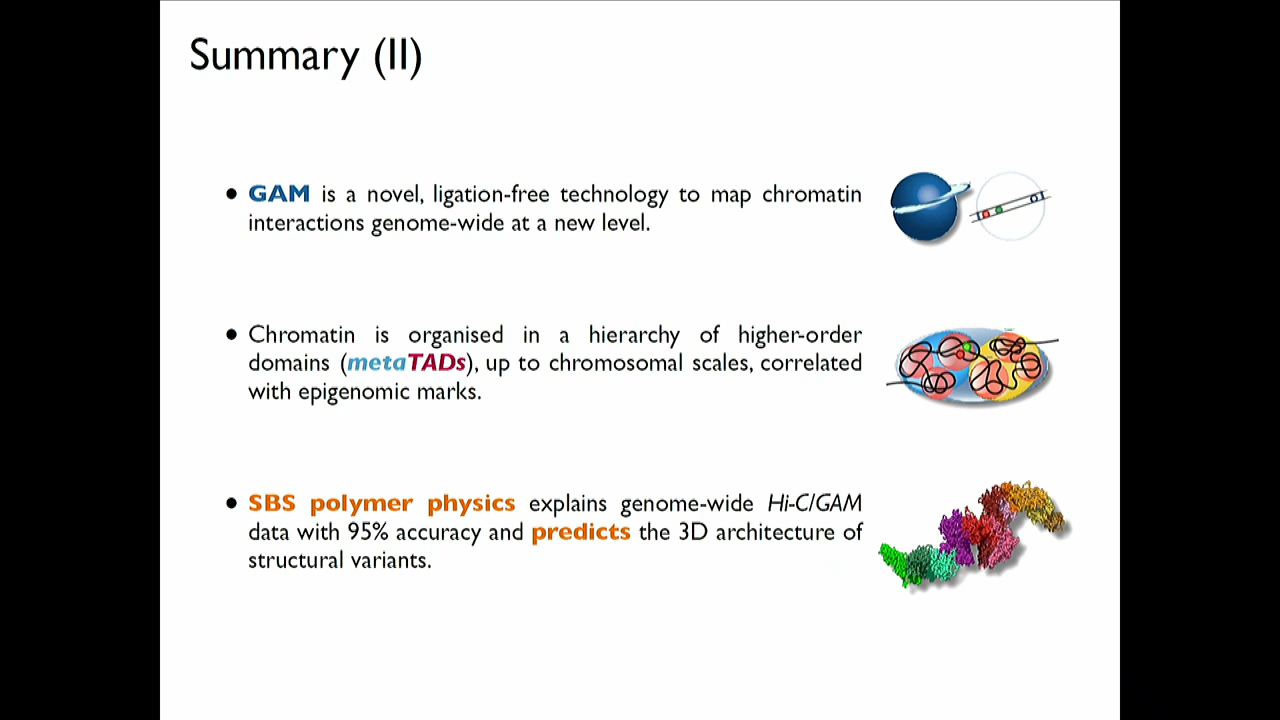 Summary (II)
• GAM is a novel, ligation-free technology to map chromatin
interactions genome-wide at a new level.
• Chromatin is organised in a hierarchy of higher-order
domains (metaTADs), up to chromosomal scales, correlated
with epigenomic marks.
• SBS polymer physics explains genome-wide Hi-C/GAM
data with 95% accuracy and predicts the 3D architecture of
structural variants.